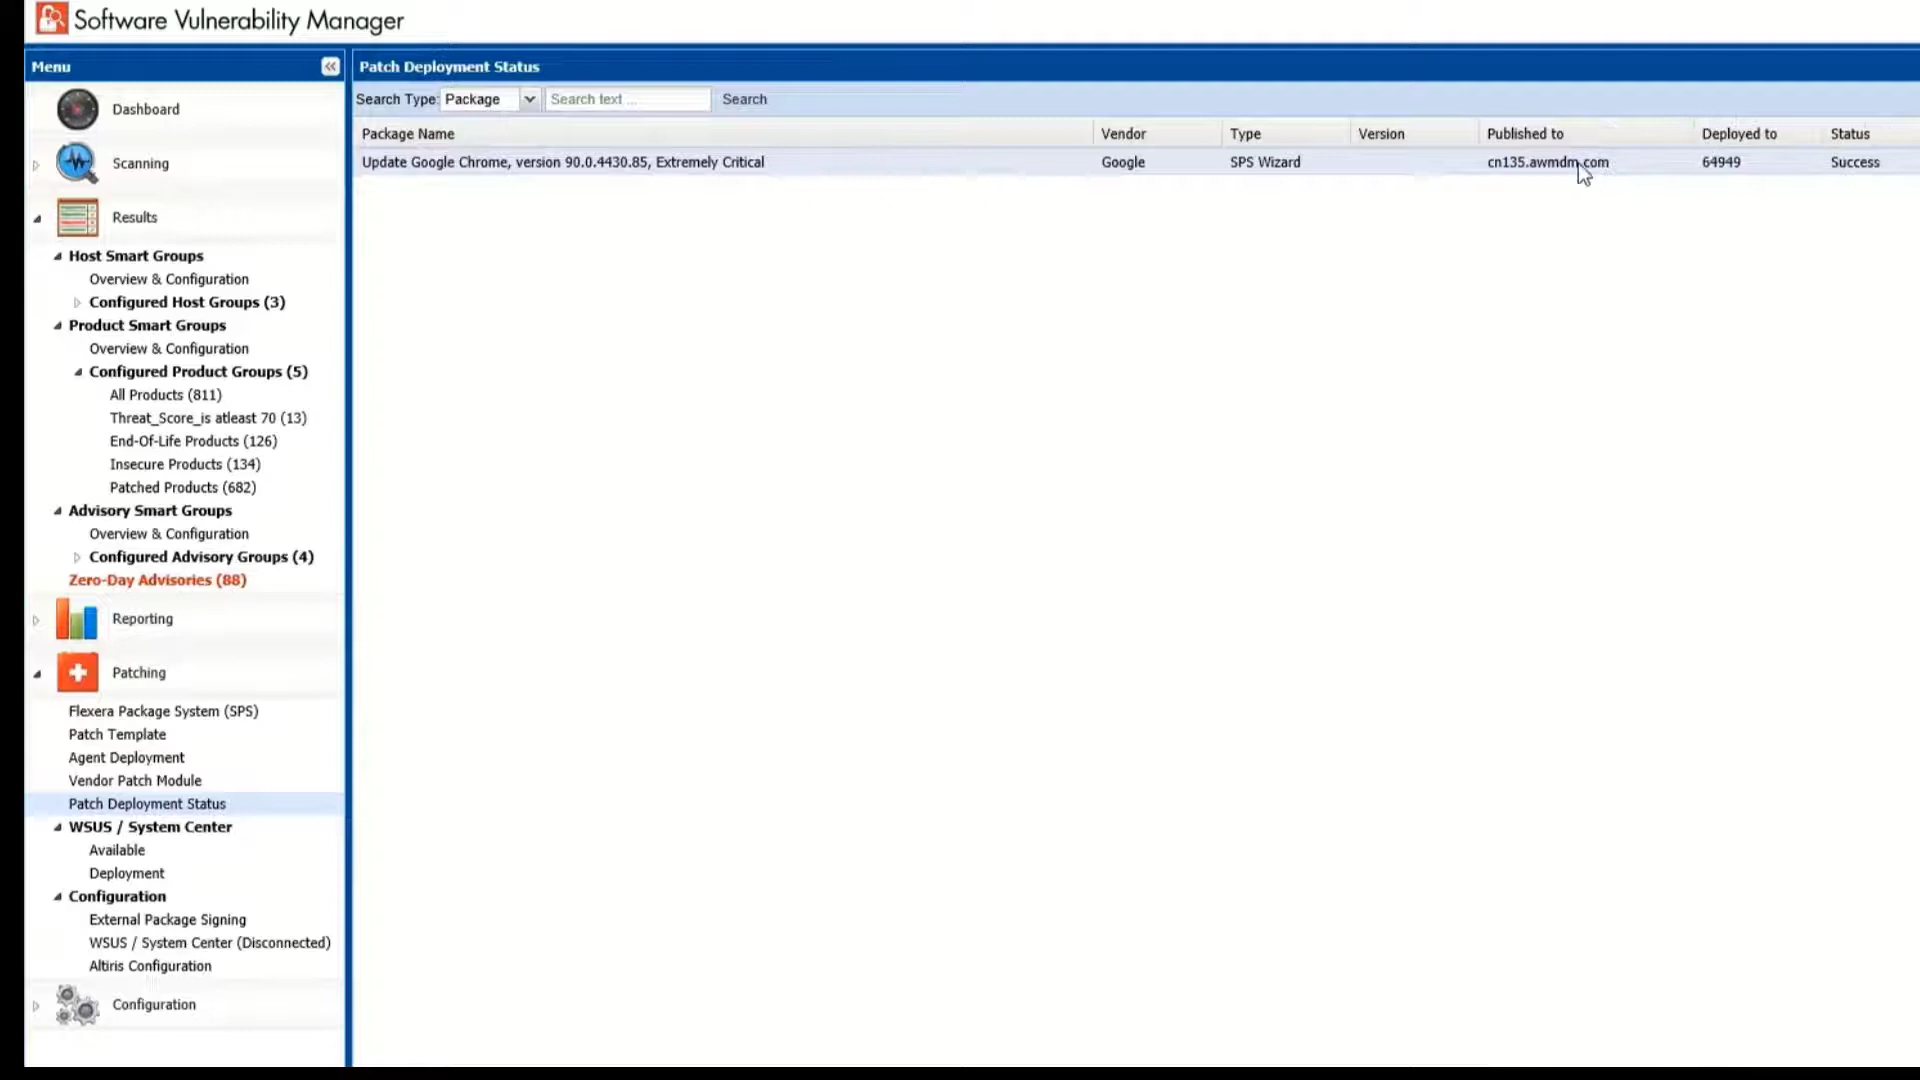 Software Vulnerability Manager
Menu
Patch Deployment Status
Search Type: Package Search text ... Search
Package Name Vendor Type Version Published to Deployed to Status
Update Google Chrome, version 90.0.4430.85, Extremely Critical Google SPS Wizard cn135.awmdm.com 64949 Success
Dashboard
Scanning
Results
Host Smart Groups
Overview & Configuration
Configured Host Groups (3)
Product Smart Groups
Overview & Configuration
Configured Product Groups (5)
All Products (811)
Threat_Score_is atleast 70 (13)
End-Of-Life Products (126)
Insecure Products (134)
Patched Products (682)
Advisory Smart Groups
Overview & Configuration
Configured Advisory Groups (4)
Zero-Day Advisories (88)
Reporting
Patching
Flexera Package System (SPS)
Patch Template
Agent Deployment
Vendor Patch Module
Patch Deployment Status
WSUS / System Center
Available
Deployment
Configuration
External Package Signing
WSUS / System Center (Disconnected)
Altiris Configuration
Configuration